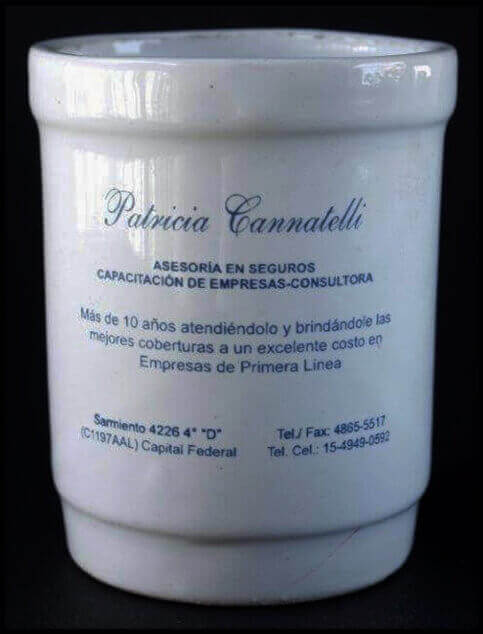 Patricia Cannatelli
ASESORÍA EN SEGUROS
CAPACITACIÓN DE EMPRESAS-CONSULTORA
Más de 10 años atendiéndolo y brindándole las
mejores coberturas a un excelente costo en
Empresas de Primera Línea
Sarmiento 4226 4° "D"
(C1197AAL) Capital Federal
Tel./ Fax: 4865-5517
Tel. Cel.: 15-4949-0592